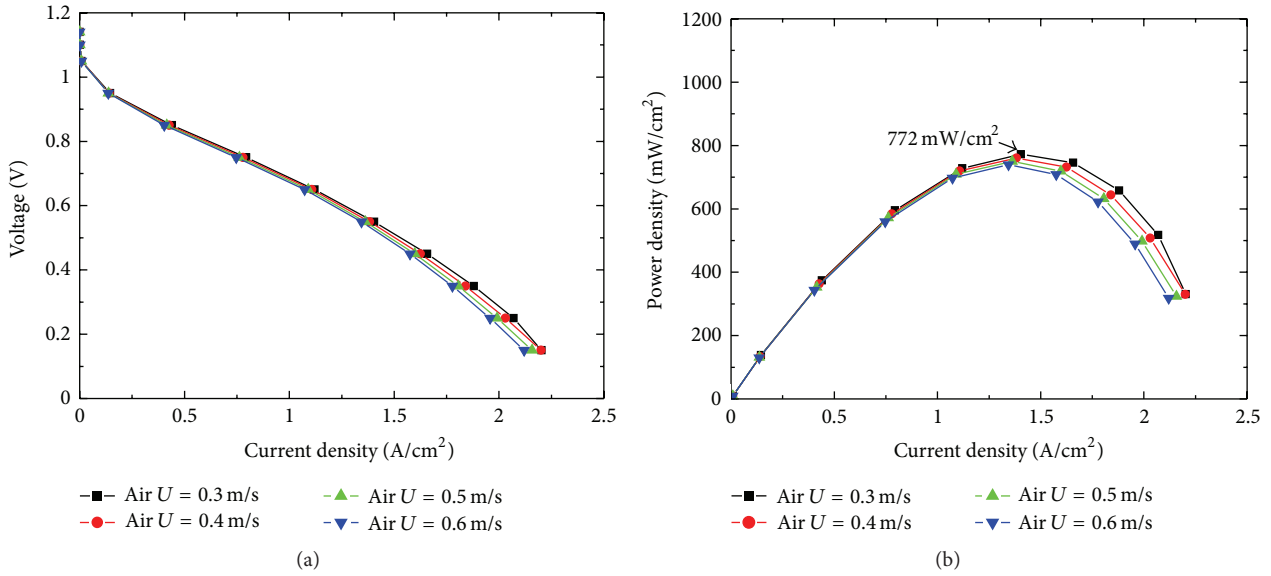 1.2
1
0.8
0.6
0.4
0.2
0
Voltage (V)
0 0.5 1 1.5 2 2.5
Current density (A/cm²)
Air U = 0.3 m/s
Air U = 0.4 m/s
Air U = 0.5 m/s
Air U = 0.6 m/s
(a)
1200
1000
800
600
400
200
0
Power density (mW/cm²)
772 mW/cm²
0 0.5 1 1.5 2 2.5
Current density (A/cm²)
Air U = 0.3 m/s
Air U = 0.4 m/s
Air U = 0.5 m/s
Air U = 0.6 m/s
(b)